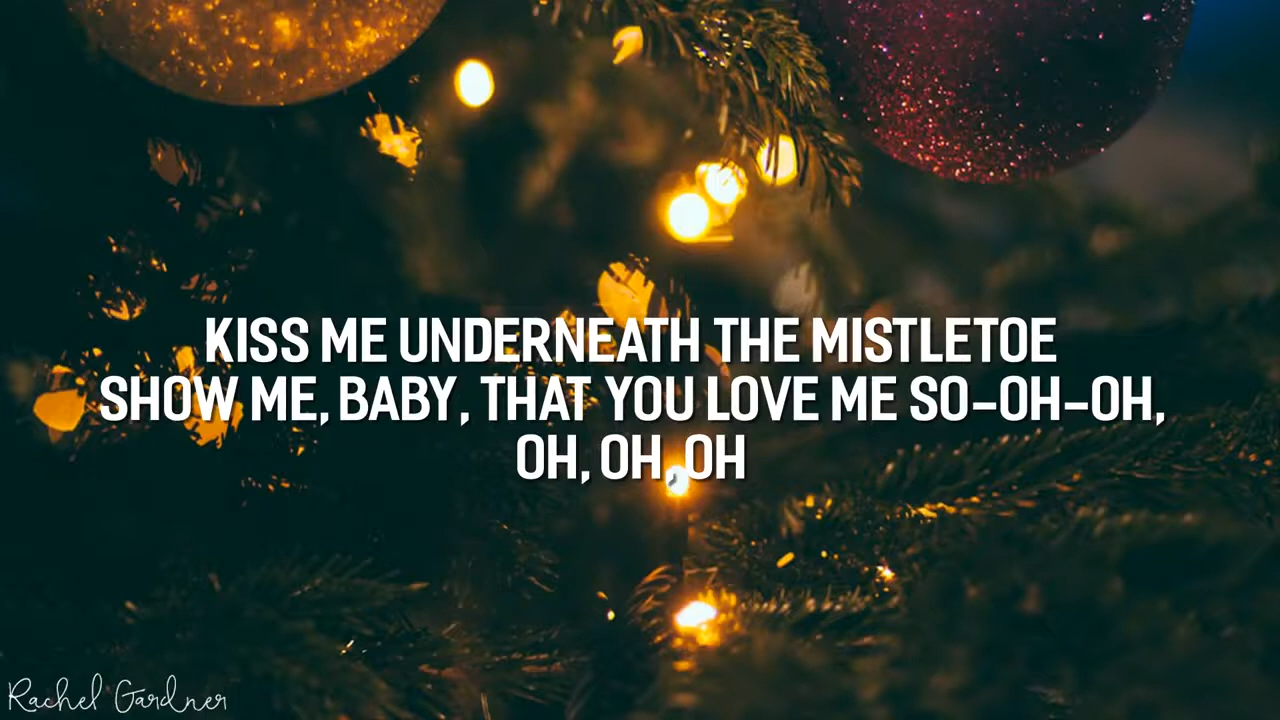 KISS ME UNDERNEATH THE MISTLETOE
SHOW ME, BABY, THAT YOU LOVE ME SO-OH-OH,
OH, OH, OH
Rachel Gardner